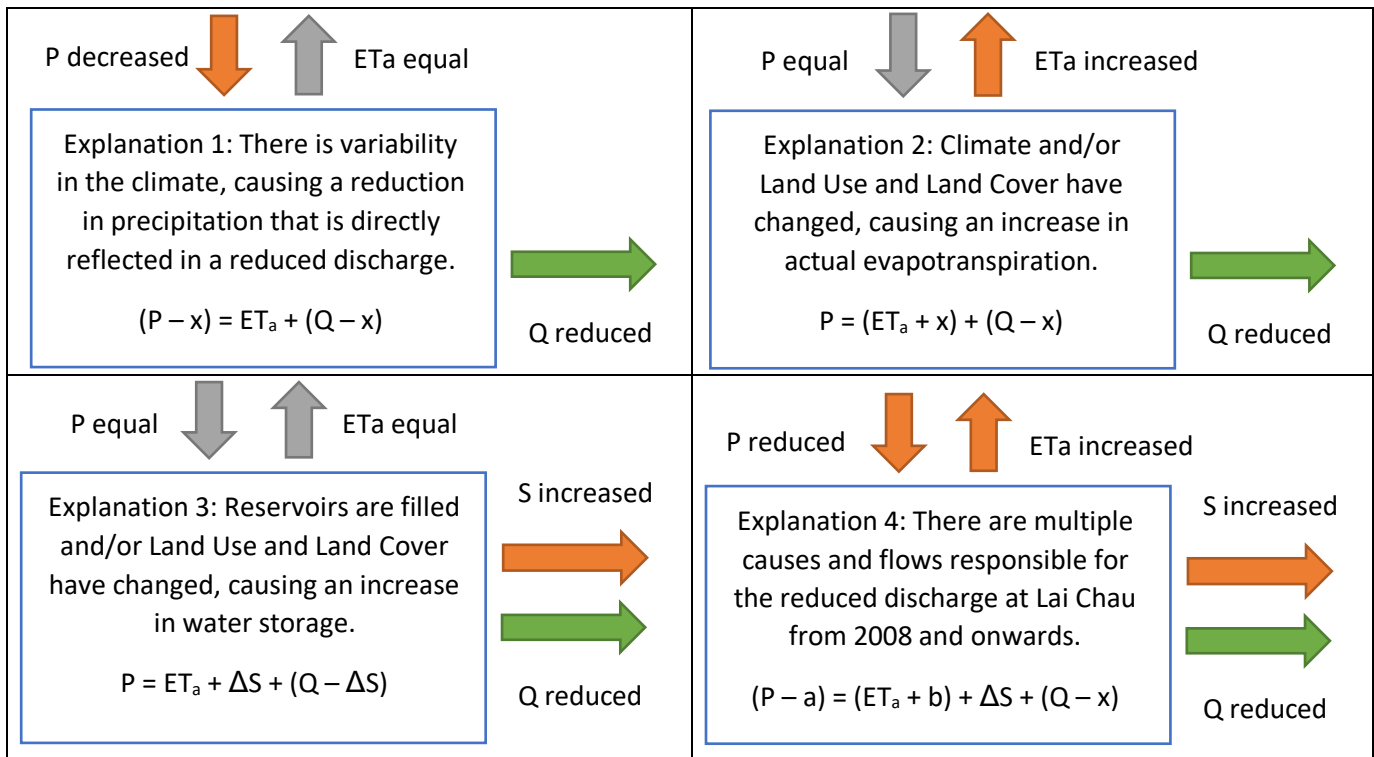 P decreased
ETa equal
Explanation 1: There is variability
in the climate, causing a reduction
in precipitation that is directly
reflected in a reduced discharge.
(P – x) = ETₐ + (Q – x)
Q reduced
P equal
ETa increased
Explanation 2: Climate and/or
Land Use and Land Cover have
changed, causing an increase in
actual evapotranspiration.
P = (ETₐ + x) + (Q – x)
Q reduced
P equal
ETa equal
Explanation 3: Reservoirs are filled
and/or Land Use and Land Cover
have changed, causing an increase
in water storage.
P = ETₐ + ΔS + (Q – ΔS)
S increased
Q reduced
P reduced
ETa increased
Explanation 4: There are multiple
causes and flows responsible for
the reduced discharge at Lai Chau
from 2008 and onwards.
(P – a) = (ETₐ + b) + ΔS + (Q – x)
S increased
Q reduced